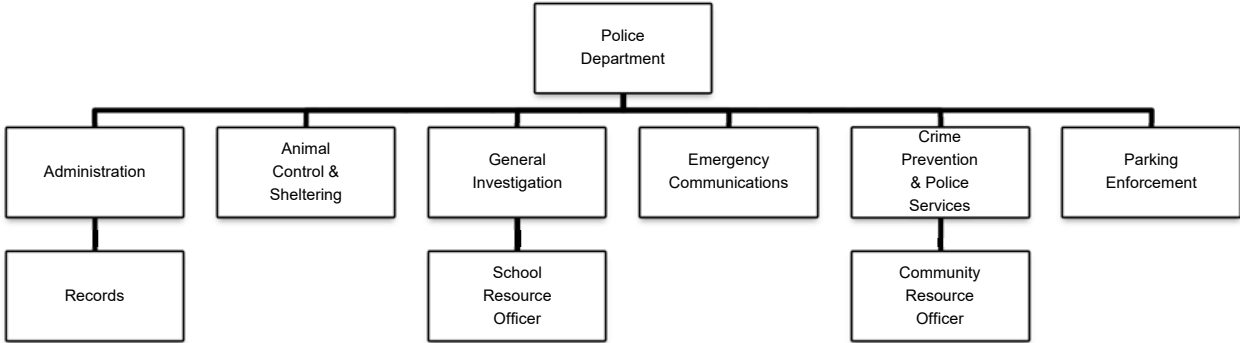 Police
Department
Administration
Animal
Control &
Sheltering
General
Investigation
Emergency
Communications
Crime
Prevention
& Police
Services
Parking
Enforcement
Records
School
Resource
Officer
Community
Resource
Officer